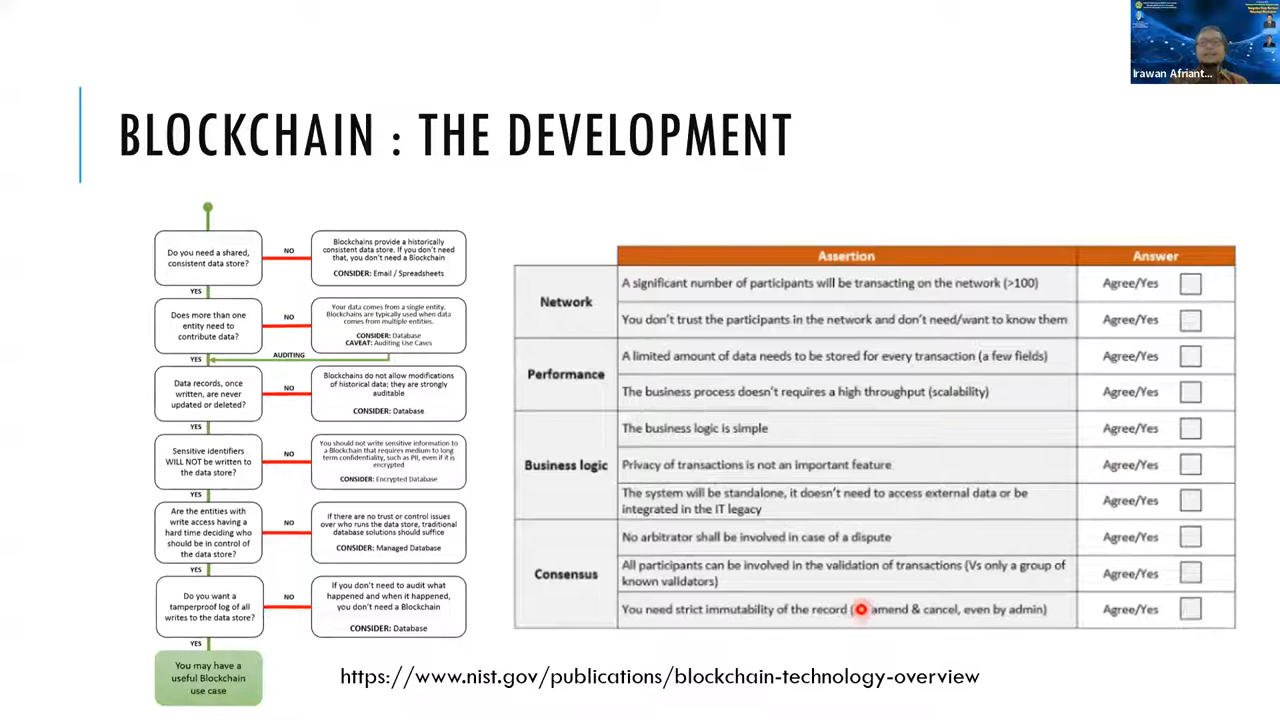 Irawan Afriant...
BLOCKCHAIN : THE DEVELOPMENT
Do you need a shared,
consistent data store?
NO
Blockchains provide a historically
consistent data store. If you don't need
that, you don't need a Blockchain
CONSIDER: Email / Spreadsheets
YES
Does more than one
entity need to
contribute data?
NO
Your data comes from a single entity.
Blockchains are typically used when data
comes from multiple entities.
CONSIDER: Database
CAVEAT: Auditing Use Cases
YES
AUDITING
Data records, once
written, are never
updated or deleted?
NO
Blockchains do not allow modifications
of historical data; they are strongly
auditable
CONSIDER: Database
YES
Sensitive identifiers
WILL NOT be written to
the data store?
NO
You should not write sensitive information to
a Blockchain that requires medium to long
term confidentiality, such as PII, even if it is
encrypted
CONSIDER: Encrypted Database
YES
Are the entities with
write access having a
hard time deciding who
should be in control of
the data store?
NO
If there are no trust or control issues
over who runs the data store, traditional
database solutions should suffice
CONSIDER: Managed Database
YES
Do you want a
tamperproof log of all
writes to the data store?
NO
If you don't need to audit what
happened and when it happened,
you don't need a Blockchain
CONSIDER: Database
YES
You may have a
useful Blockchain
use case
Assertion
Answer
Network
A significant number of participants will be transacting on the network (>100)
Agree/Yes
You don't trust the participants in the network and don't need/want to know them
Agree/Yes
Performance
A limited amount of data needs to be stored for every transaction (a few fields)
Agree/Yes
The business process doesn't requires a high throughput (scalability)
Agree/Yes
Business logic
The business logic is simple
Agree/Yes
Privacy of transactions is not an important feature
Agree/Yes
The system will be standalone, it doesn't need to access external data or be
integrated in the IT legacy
Agree/Yes
Consensus
No arbitrator shall be involved in case of a dispute
Agree/Yes
All participants can be involved in the validation of transactions (Vs only a group of
known validators)
Agree/Yes
You need strict immutability of the record ( amend & cancel, even by admin)
Agree/Yes
https://www.nist.gov/publications/blockchain-technology-overview